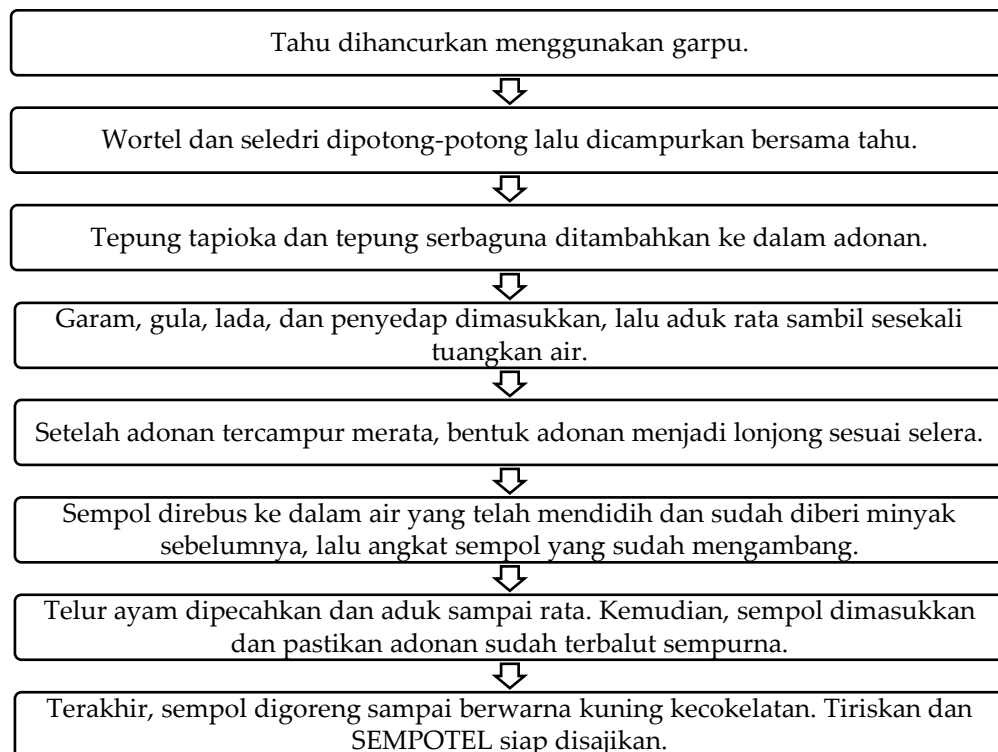 Tahu dihancurkan menggunakan garpu.
Wortel dan seledri dipotong-potong lalu dicampurkan bersama tahu.
Tepung tapioka dan tepung serbaguna ditambahkan ke dalam adonan.
Garam, gula, lada, dan penyedap dimasukkan, lalu aduk rata sambil sesekali
tuangkan air.
Setelah adonan tercampur merata, bentuk adonan menjadi lonjong sesuai selera.
Sempol direbus ke dalam air yang telah mendidih dan sudah diberi minyak
sebelumnya, lalu angkat sempol yang sudah mengambang.
Telur ayam dipecahkan dan aduk sampai rata. Kemudian, sempol dimasukkan
dan pastikan adonan sudah terbalut sempurna.
Terakhir, sempol digoreng sampai berwarna kuning kecokelatan. Tiriskan dan
SEMPOTEL siap disajikan.